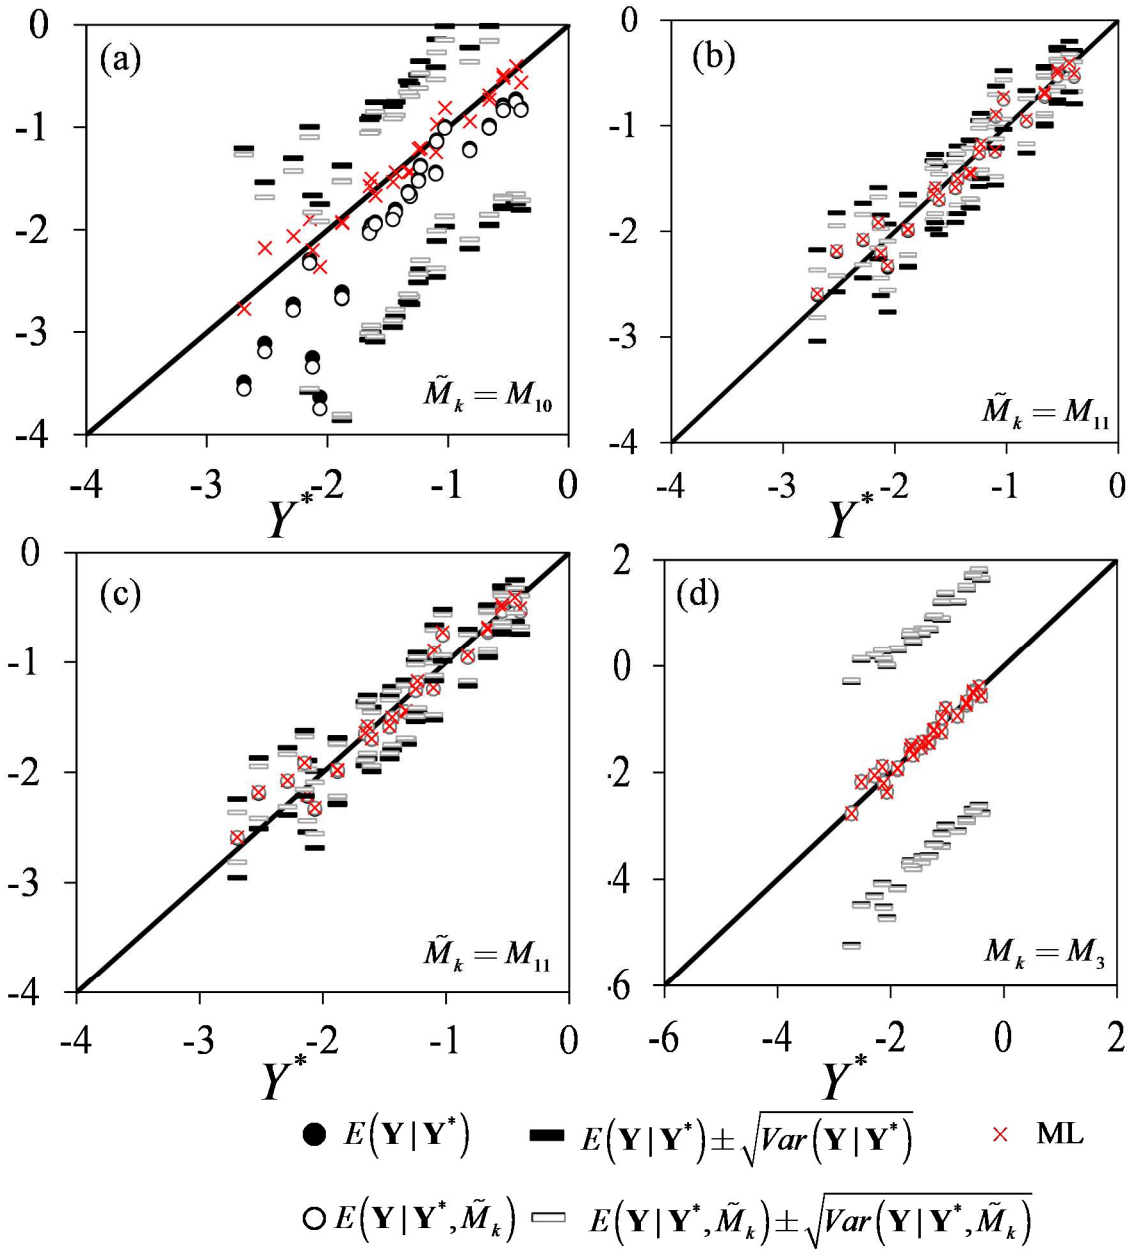 (a)
0
-1
-2
-3
-4
M̃k = M10
-4 -3 -2 -1 0
Y*
(b)
0
-1
-2
-3
-4
M̃k = M11
-4 -3 -2 -1 0
Y*
(c)
0
-1
-2
-3
-4
M̃k = M11
-4 -3 -2 -1 0
Y*
(d)
2
0
-2
-4
-6
Mk = M3
-6 -4 -2 0 2
Y*
E(Y | Y*) E(Y | Y*) ± √Var(Y | Y*) ML
E(Y | Y*, M̃k) E(Y | Y*, M̃k) ± √Var(Y | Y*, M̃k)